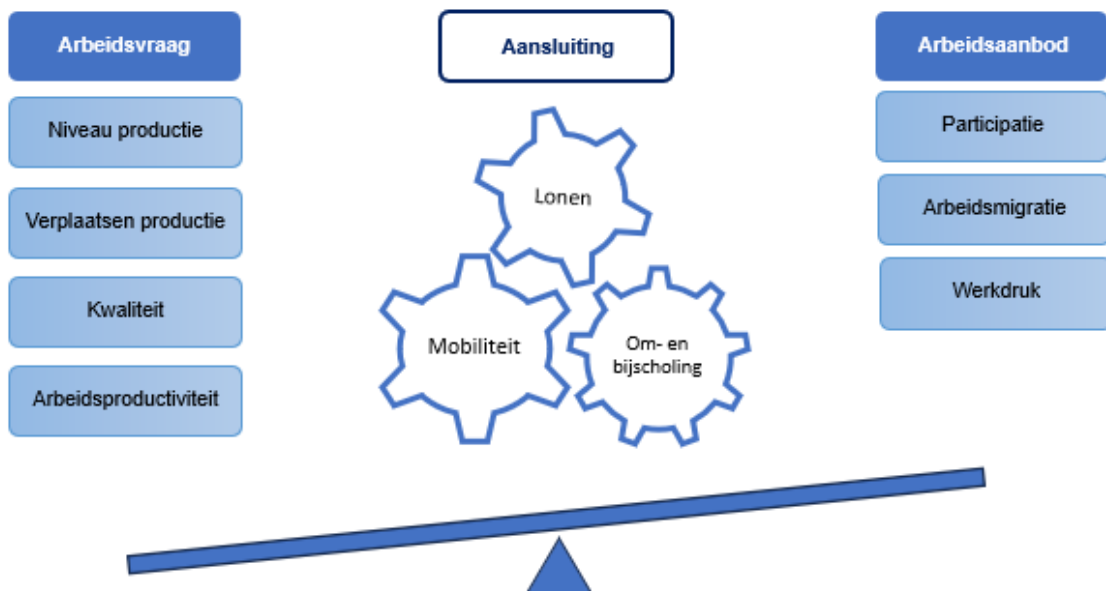 Arbeidsvraag
Niveau productie
Verplaatsen productie
Kwaliteit
Arbeidsproductiviteit
Aansluiting
Lonen
Mobiliteit
Om- en
bijscholing
Arbeidsaanbod
Participatie
Arbeidsmigratie
Werkdruk